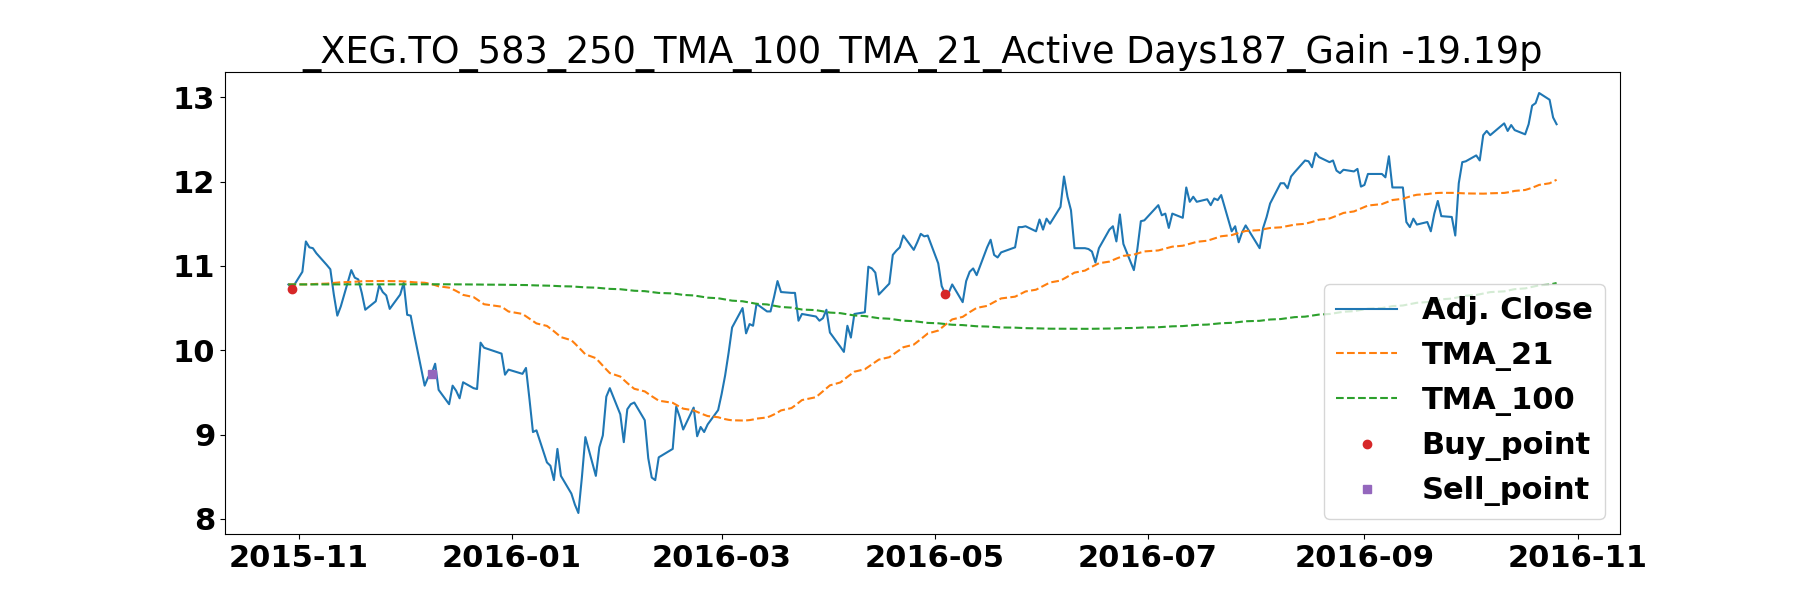 _XEG.TO_583_250_TMA_100_TMA_21_Active Days187_Gain -19.19p
13
12
11
10
9
8
Adj. Close
TMA_21
TMA_100
Buy_point
Sell_point
2015-11 2016-01 2016-03 2016-05 2016-07 2016-09 2016-11